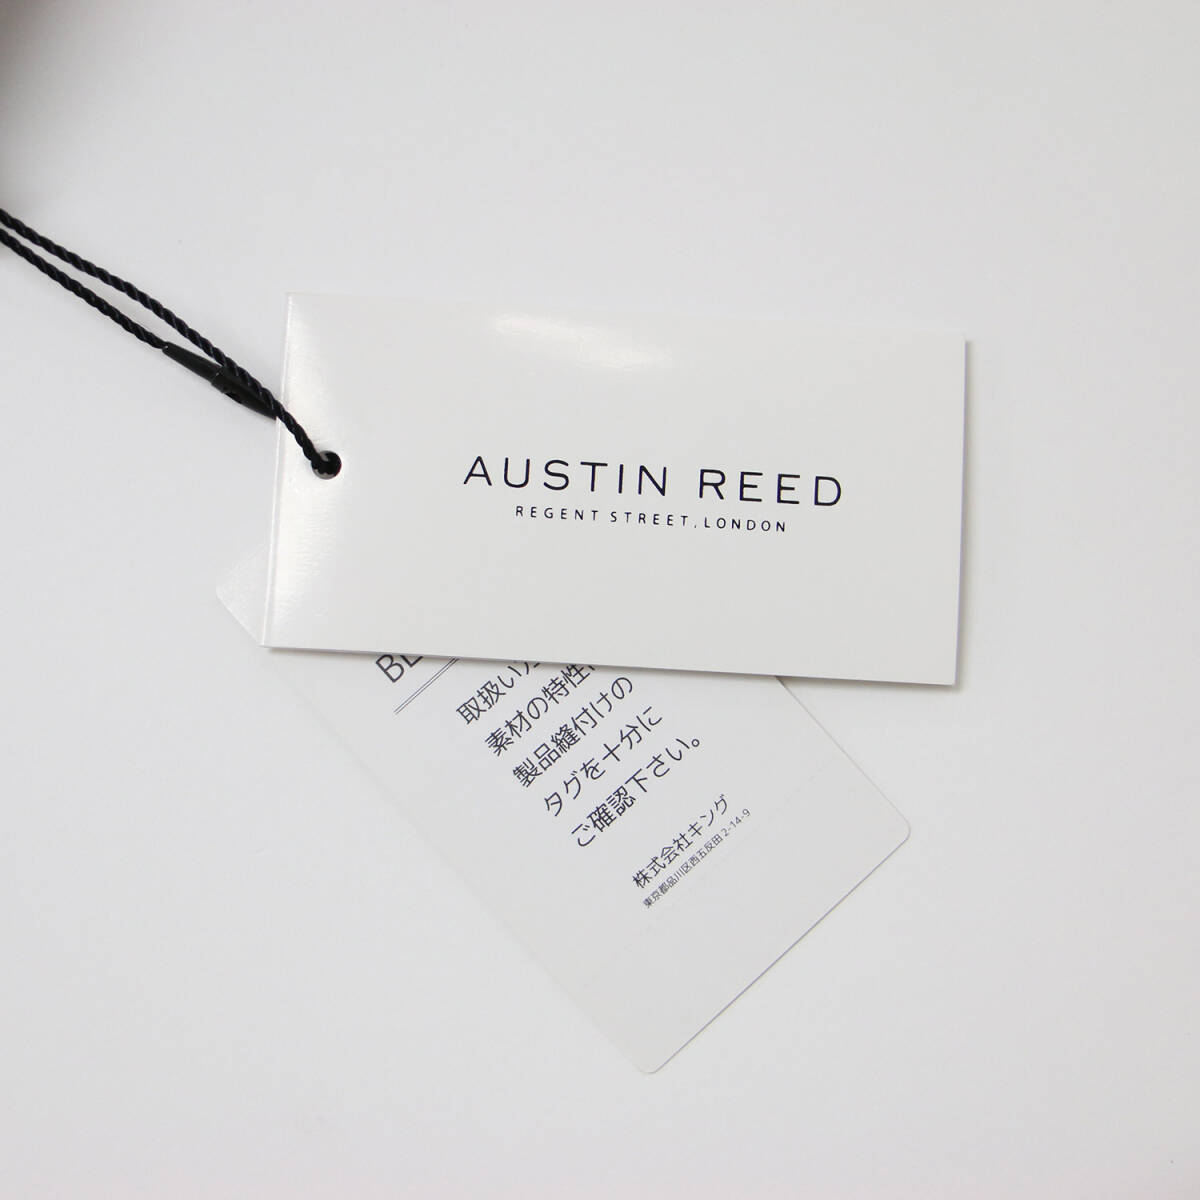 AUSTIN REED
REGENT STREET, LONDON
取扱い
素材の特性
製品縫付けの
タグを十分に
ご確認下さい。
株式会社キング
東京都品川区西五反田 2-14-9